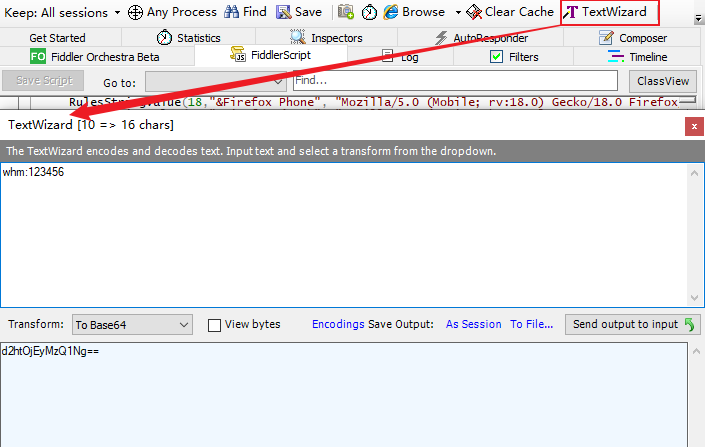 Keep: All sessions Any Process Find Save Browse Clear Cache TextWizard
Get Started Statistics Inspectors AutoResponder Composer
FO Fiddler Orchestra Beta JS FiddlerScript Log Filters Timeline
Save Script Go to: Find... ClassView
RulesStringValue(18,"&Firefox Phone", "Mozilla/5.0 (Mobile; rv:18.0) Gecko/18.0 Firefox
TextWizard [10 => 16 chars] x
The TextWizard encodes and decodes text. Input text and select a transform from the dropdown.
whm:123456
Transform: To Base64 View bytes Encodings Save Output: As Session To File... Send output to input
d2htOjEyMzQ1Ng==